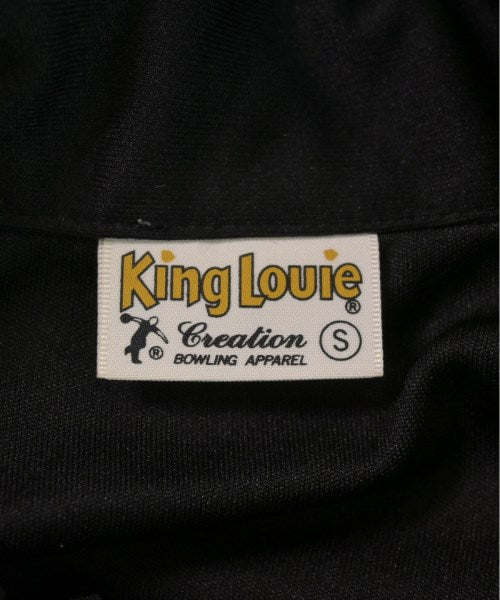 King Louie®
® Creation S
BOWLING APPAREL